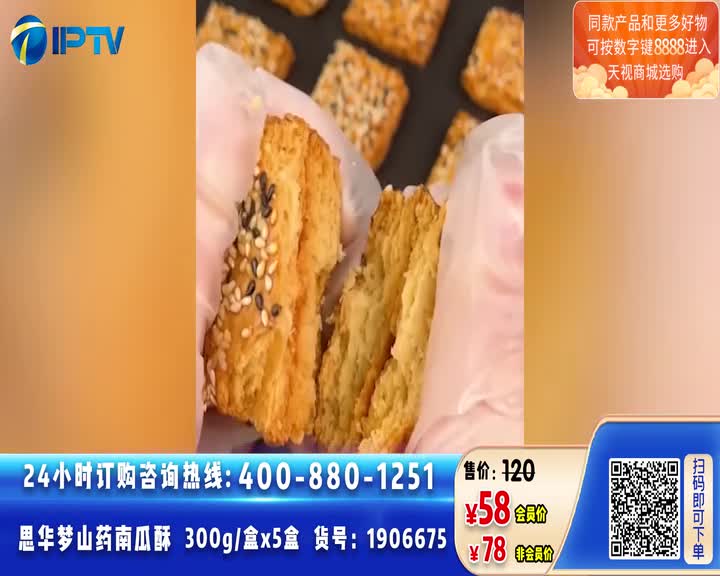 IPTV
同款产品和更多好物
可按数字键8888进入
天视商城选购
24小时订购咨询热线:400-880-1251
思华梦山药南瓜酥 300g/盒x5盒 货号:1906675
售价:120
¥58会员价
¥78 非会员价
扫码即可下单